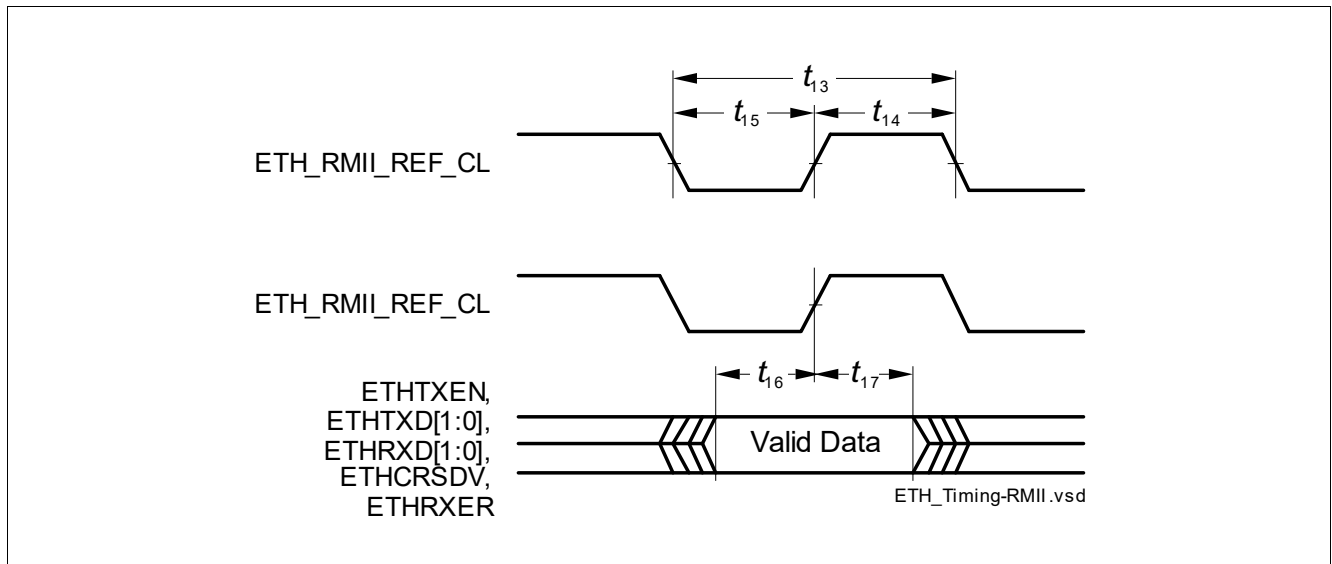 t13
t15 t14
ETH_RMII_REF_CL
ETH_RMII_REF_CL
t16 t17
ETHTXEN,
ETHTXD[1:0],
ETHRXD[1:0],
ETHCRSDV,
ETHRXER
Valid Data
ETH_Timing-RMII.vsd